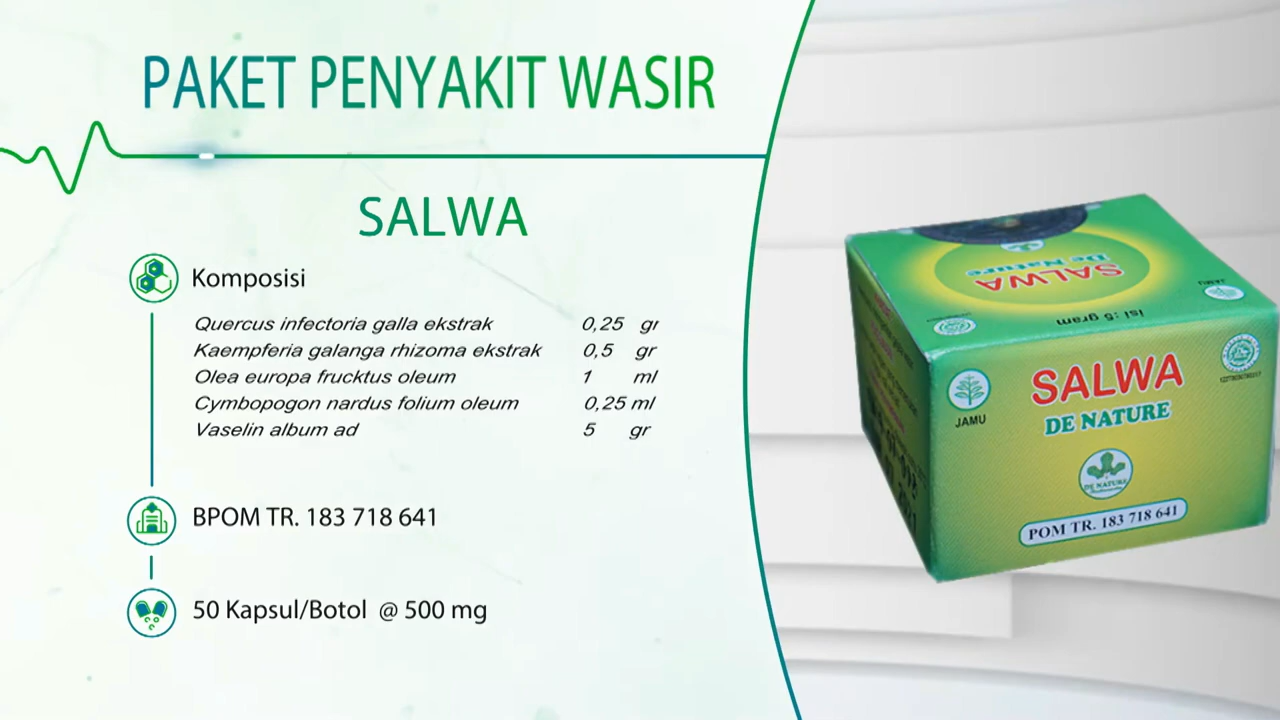 PAKET PENYAKIT WASIR
SALWA
Komposisi
Quercus infectoria galla ekstrak 0,25 gr
Kaempferia galanga rhizoma ekstrak 0,5 gr
Olea europa frucktus oleum 1 ml
Cymbopogon nardus folium oleum 0,25 ml
Vaselin album ad 5 gr
BPOM TR. 183 718 641
50 Kapsul/Botol @ 500 mg
SALWA
De Nature
JAMU
isi : 5 gram
SALWA
DE NATURE
JAMU
DE NATURE
POM TR. 183 718 641